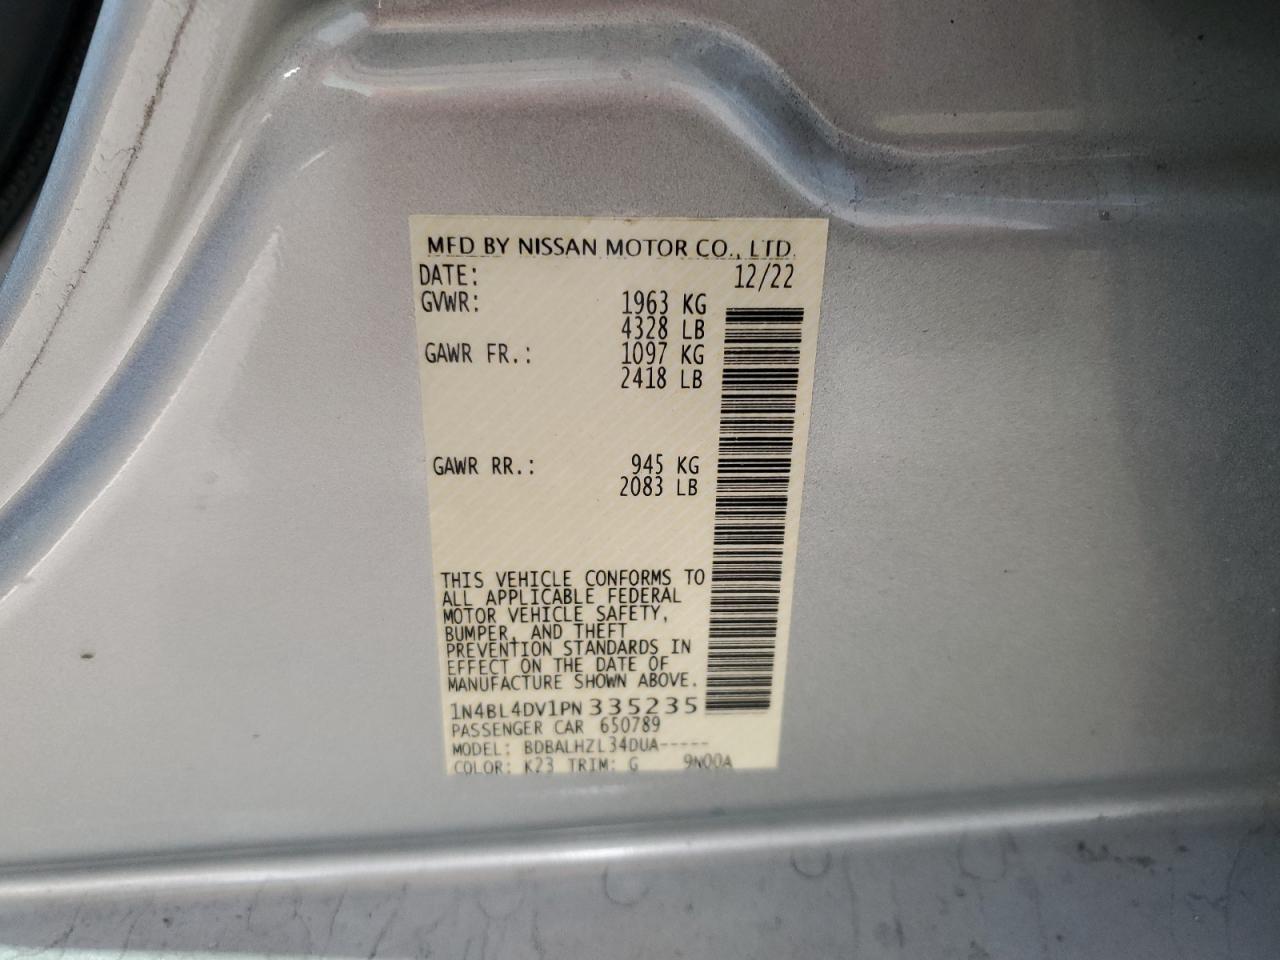 MFD BY NISSAN MOTOR CO., LTD.
DATE: 12/22
GVWR: 1963 KG
4328 LB
GAWR FR.: 1097 KG
2418 LB
GAWR RR.: 945 KG
2083 LB
THIS VEHICLE CONFORMS TO
ALL APPLICABLE FEDERAL
MOTOR VEHICLE SAFETY,
BUMPER, AND THEFT
PREVENTION STANDARDS IN
EFFECT ON THE DATE OF
MANUFACTURE SHOWN ABOVE.
1N4BL4DV1PN335235
PASSENGER CAR 650789
MODEL: BDBALHZL34DUA-----
COLOR: K23 TRIM: G 9N00A